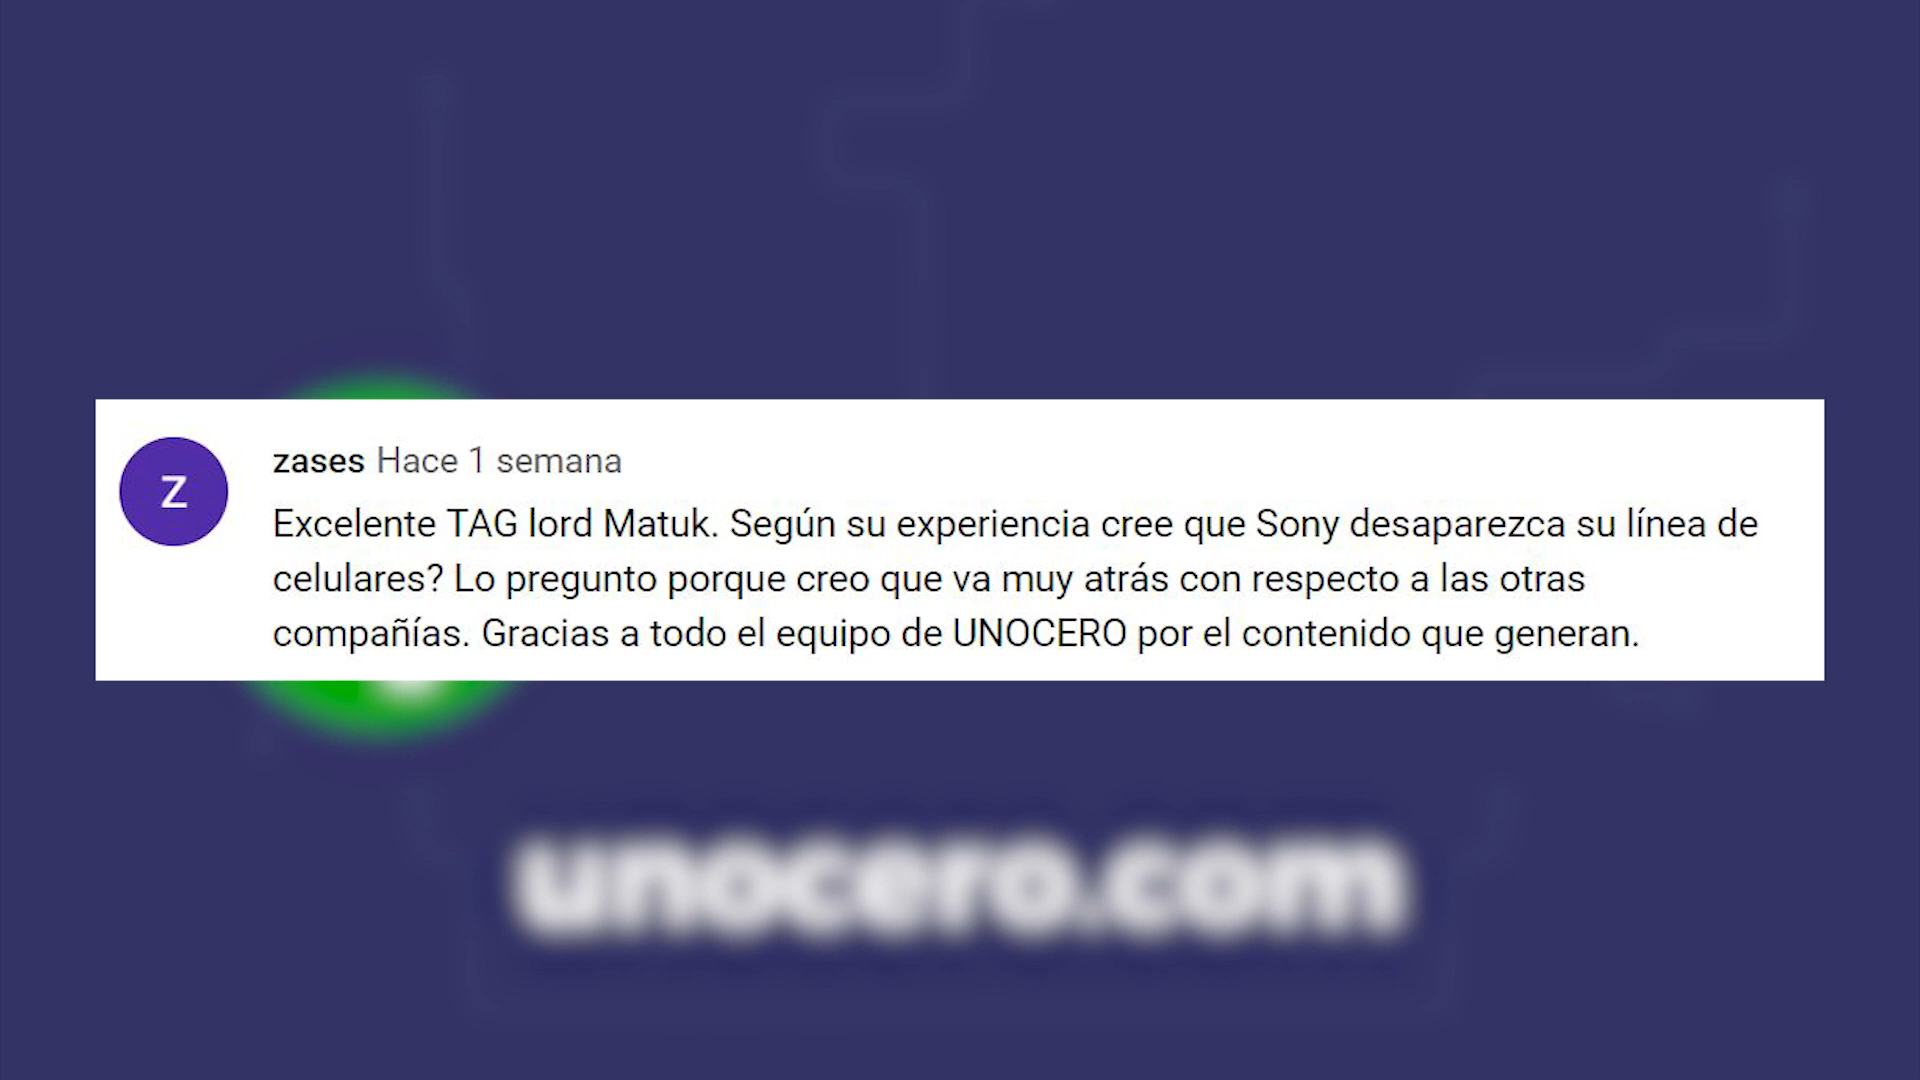 Z
zases Hace 1 semana
Excelente TAG lord Matuk. Según su experiencia cree que Sony desaparezca su línea de
celulares? Lo pregunto porque creo que va muy atrás con respecto a las otras
compañías. Gracias a todo el equipo de UNOCERO por el contenido que generan.
unocero.com